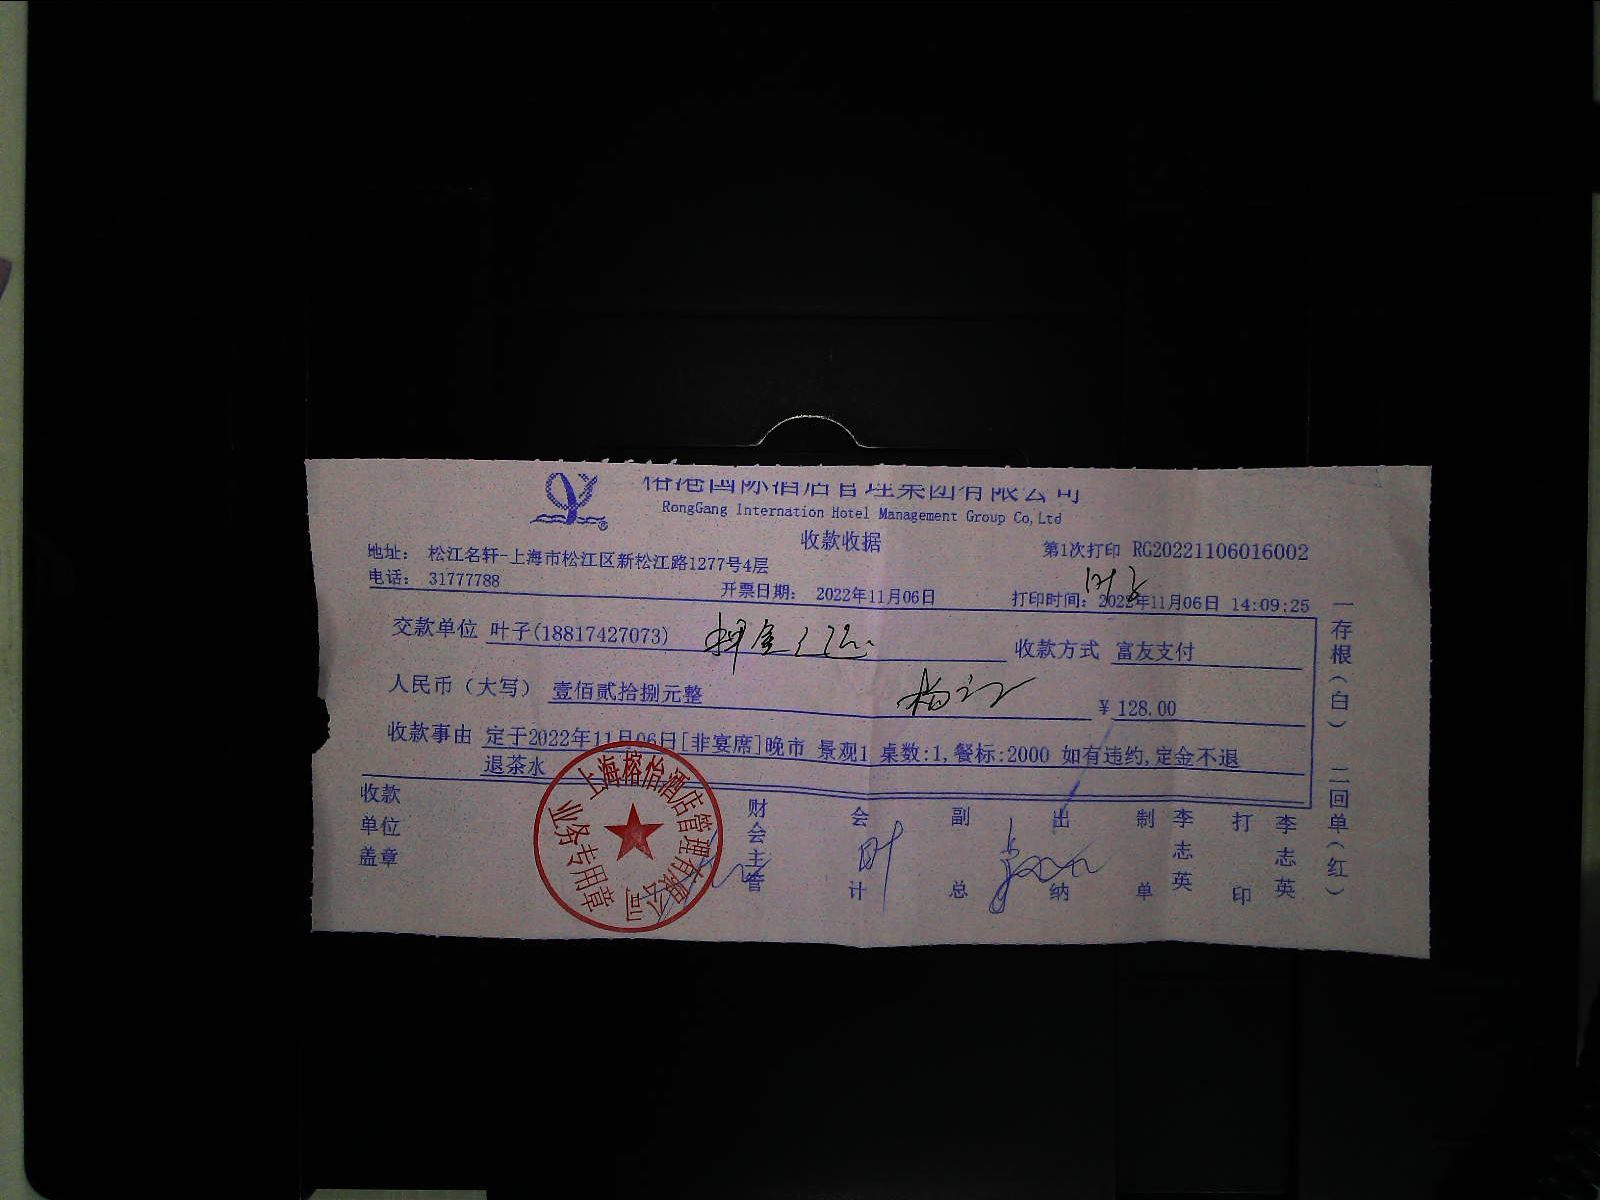 榕港国际酒店管理集团有限公司
RongGang Internation Hotel Management Group Co,Ltd
收款收据
第1次打印 RG20221106016002
地址: 松江名轩-上海市松江区新松江路1277号4层
电话: 31777788
开票日期: 2022年11月06日
打印时间: 2022年11月06日 14:09:25
交款单位 叶子(18817427073)
押金
收款方式 富友支付
人民币（大写） 壹佰贰拾捌元整
¥ 128.00
收款事由 定于2022年11月06日[非宴席]晚市 景观1 桌数:1,餐标:2000 如有违约,定金不退
退茶水
收款单位盖章
财会主管
会计
副总
出纳
制单 李志英
打印 李志英
一存根(白) 二回单(红)
上海榕怡酒店管理有限公司
业务专用章